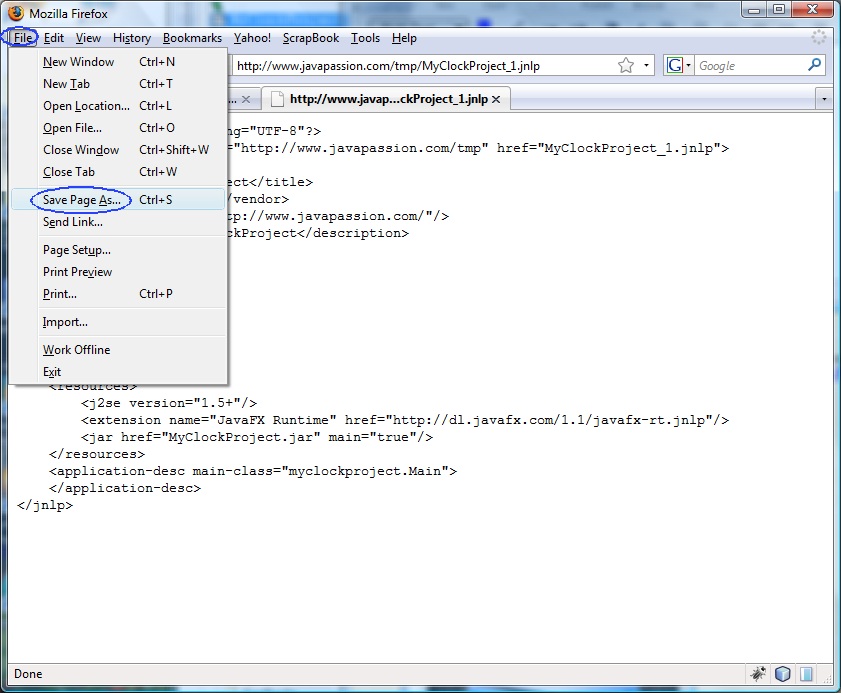 Mozilla Firefox
File Edit View History Bookmarks Yahoo! ScrapBook Tools Help
http://www.javapassion.com/tmp/MyClockProject_1.jnlp
G Google
... http://www.javap...ckProject_1.jnlp
New Window Ctrl+N
New Tab Ctrl+T
Open Location... Ctrl+L
Open File... Ctrl+O
Close Window Ctrl+Shift+W
Close Tab Ctrl+W
Save Page As... Ctrl+S
Send Link...
Page Setup...
Print Preview
Print... Ctrl+P
Import...
Work Offline
Exit
ng="UTF-8"?>
="http://www.javapassion.com/tmp" href="MyClockProject_1.jnlp">
ect</title>
/vendor>
tp://www.javapassion.com/"/>
ckProject</description>
<resources>
<j2se version="1.5+"/>
<extension name="JavaFX Runtime" href="http://dl.javafx.com/1.1/javafx-rt.jnlp"/>
<jar href="MyClockProject.jar" main="true"/>
</resources>
<application-desc main-class="myclockproject.Main">
</application-desc>
</jnlp>
Done